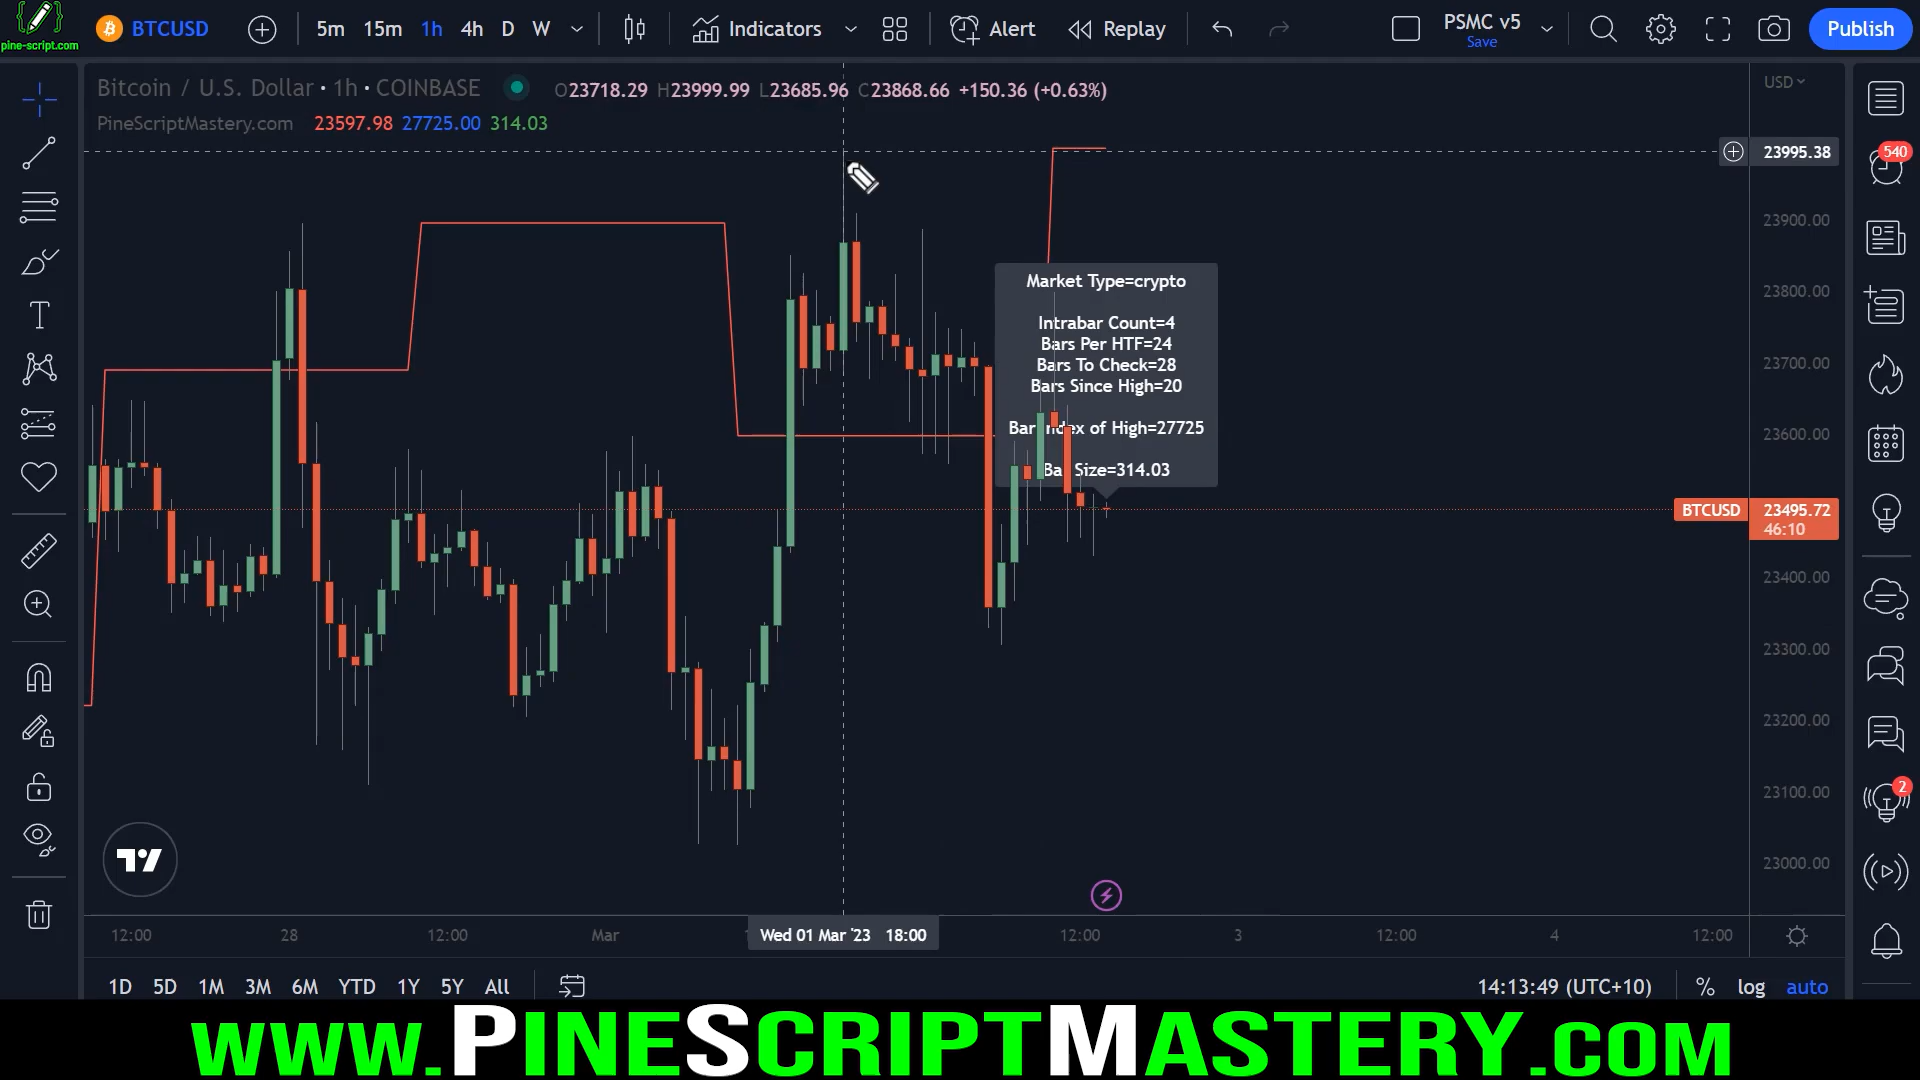 pine-script.com
BTCUSD
5m 15m 1h 4h D W
Indicators
Alert
Replay
PSMC v5
Save
Publish
Bitcoin / U.S. Dollar · 1h · COINBASE
O23718.29 H23999.99 L23685.96 C23868.66 +150.36 (+0.63%)
USD
PineScriptMastery.com 23597.98 27725.00 314.03
23995.38
540
23900.00
Market Type=crypto
23800.00
Intrabar Count=4
Bars Per HTF=24
Bars To Check=28
Bars Since High=20
23700.00
Bar Index of High=27725
23600.00
Bar Size=314.03
BTCUSD 23495.72
46:10
23400.00
23300.00
23200.00
23100.00
2
23000.00
12:00 28 12:00 Mar Wed 01 Mar '23 18:00 12:00 3 12:00 4 12:00
1D 5D 1M 3M 6M YTD 1Y 5Y All
14:13:49 (UTC+10) % log auto
www.PineScriptMastery.com